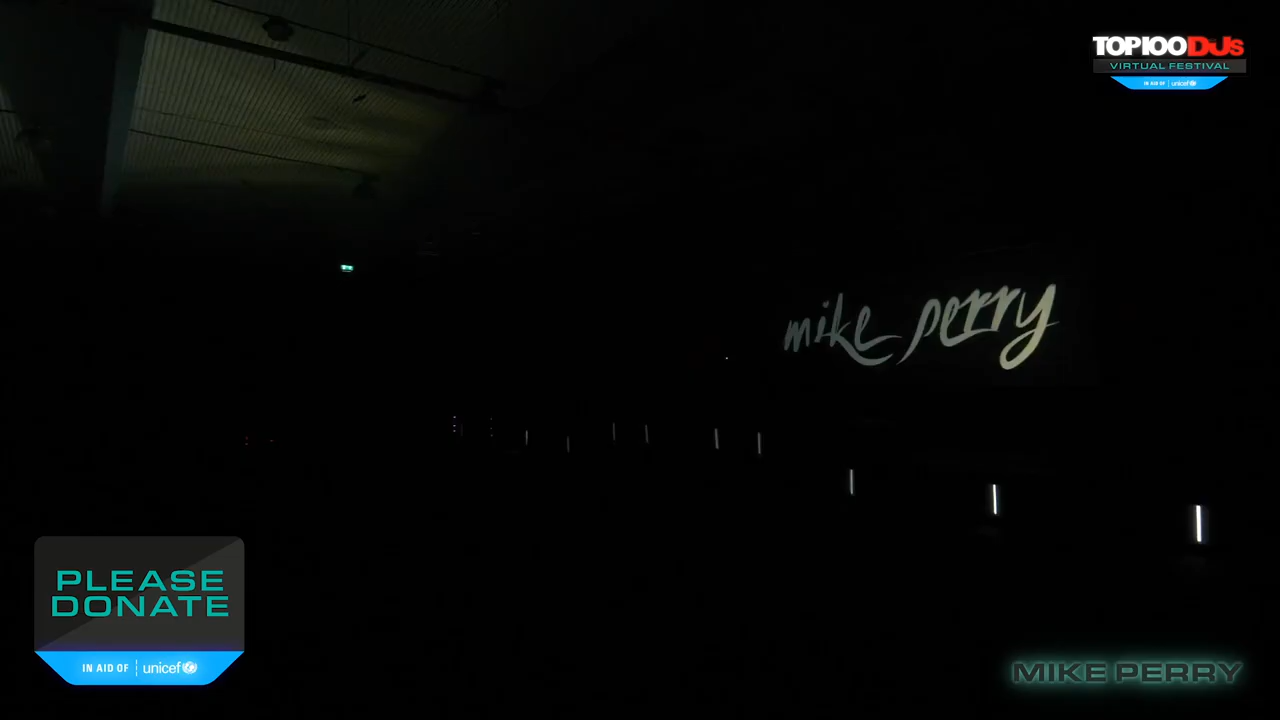 TOP100DJs
VIRTUAL FESTIVAL
IN AID OF unicef
mike perry
PLEASE
DONATE
IN AID OF unicef
MIKE PERRY